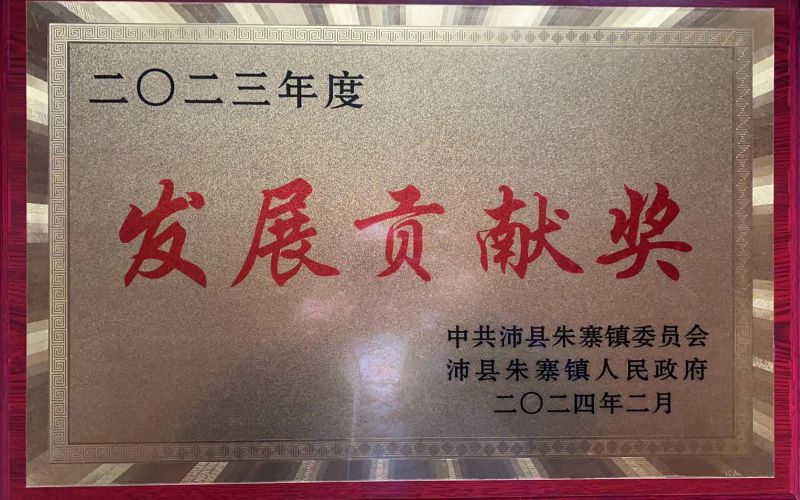 二〇二三年度
发展贡献奖
中共沛县朱寨镇委员会
沛县朱寨镇人民政府
二〇二四年二月